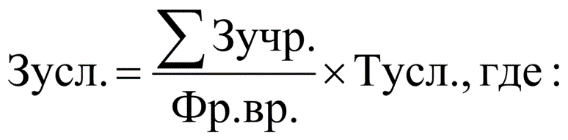 Зусл. = ∑ Зучр. / Фр.вр. × Тусл., где :